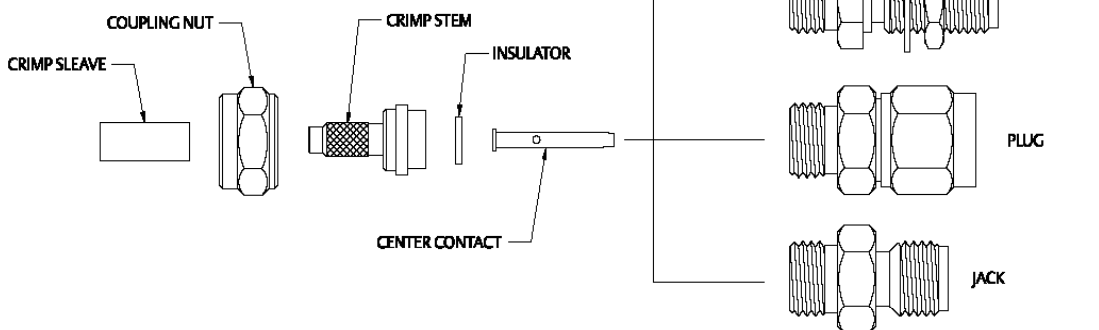 COUPLING NUT
CRIMP STEM
CRIMP SLEAVE
INSULATOR
CENTER CONTACT
PLUG
JACK